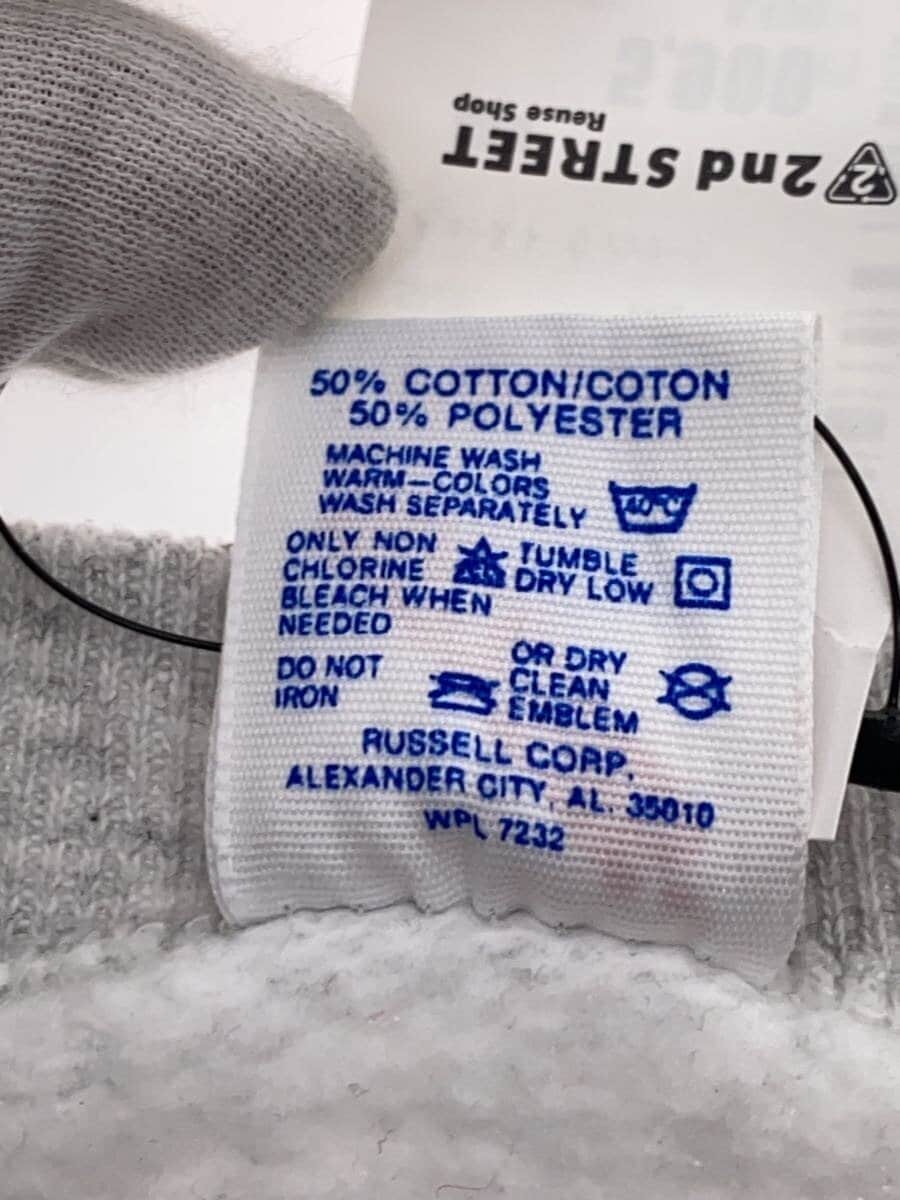 2nd STREET
Reuse Shop
50% COTTON/COTON
50% POLYESTER
MACHINE WASH
WARM—COLORS
WASH SEPARATELY
40°C
ONLY NON
CHLORINE
BLEACH WHEN
NEEDED
TUMBLE
DRY LOW
DO NOT
IRON
OR DRY
CLEAN
EMBLEM
RUSSELL CORP.
ALEXANDER CITY, AL. 35010
WPL 7232